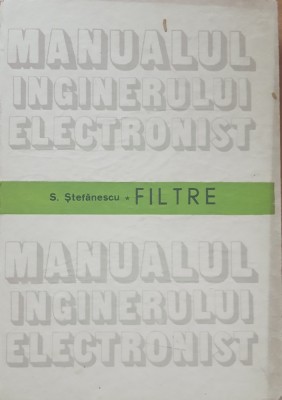 MANUALUL
INGINERULUI
ELECTRONIST
S. Ştefănescu * FILTRE
MANUALUL
INGINERULUI
ELECTRONIST